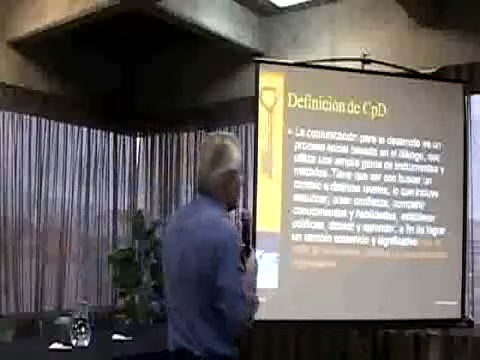 Definición de CpD
La comunicación para el desarrollo es un
proceso social basado en el diálogo, que
utiliza una amplia gama de instrumentos y
métodos. Tiene que ver con buscar un
cambio a distintos niveles, lo que incluye
escuchar, crear confianza, compartir
conocimientos y habilidades, establecer
políticas, debatir y aprender, a fin de lograr
un cambio sostenido y significativo